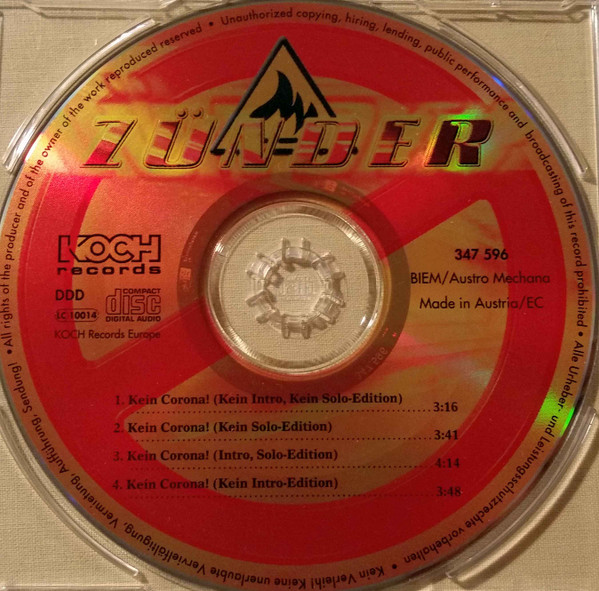 ZÜNDER
KOCH
records
DDD
COMPACT
disc
DIGITAL AUDIO
LC 10014
KOCH Records Europe
347 596
BIEM/Austro Mechana
Made in Austria/EC
1. Kein Corona! (Kein Intro, Kein Solo-Edition) 3:16
2. Kein Corona! (Kein Solo-Edition) 3:41
3. Kein Corona! (Intro, Solo-Edition) 4:14
4. Kein Corona! (Kein Intro-Edition) 3:48
• All rights of the producer and of the owner of the work reproduced reserved • Unauthorized copying, hiring, lending, public performance and broadcasting of this record prohibited • Alle Urheber- und Leistungsschutzrechte vorbehalten • Kein Verleih! Keine unerlaubte Vervielfältigung, Vermietung, Aufführung, Sendung!